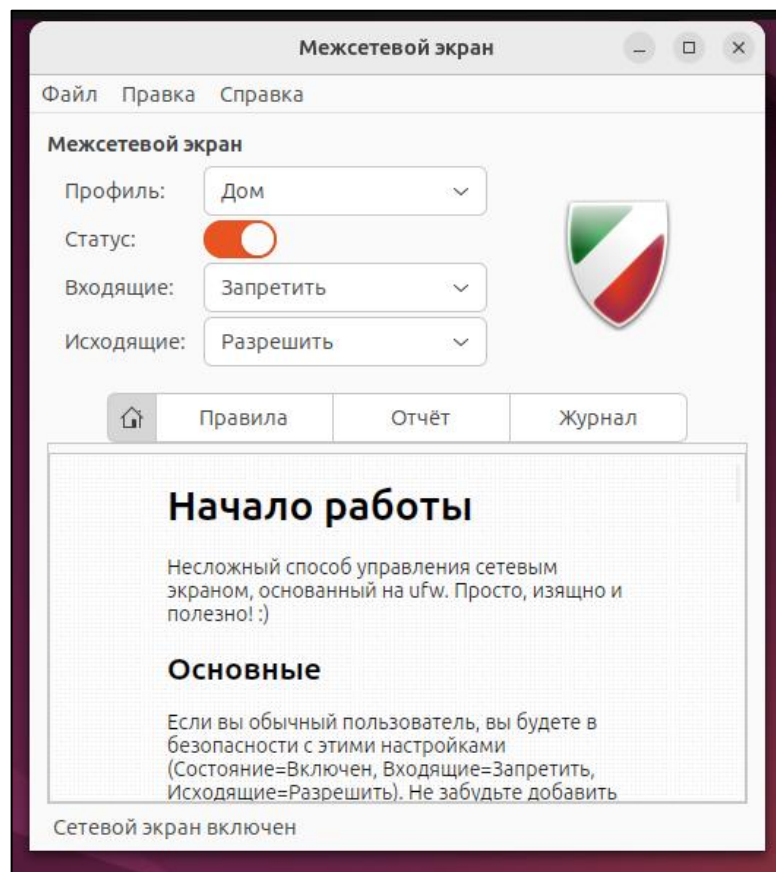 Межсетевой экран
Файл Правка Справка
Межсетевой экран
Профиль: Дом
Статус:
Входящие: Запретить
Исходящие: Разрешить
Правила Отчёт Журнал
Начало работы
Несложный способ управления сетевым
экраном, основанный на ufw. Просто, изящно и
полезно! :)
Основные
Если вы обычный пользователь, вы будете в
безопасности с этими настройками
(Состояние=Включен, Входящие=Запретить,
Исходящие=Разрешить). Не забудьте добавить
Сетевой экран включен